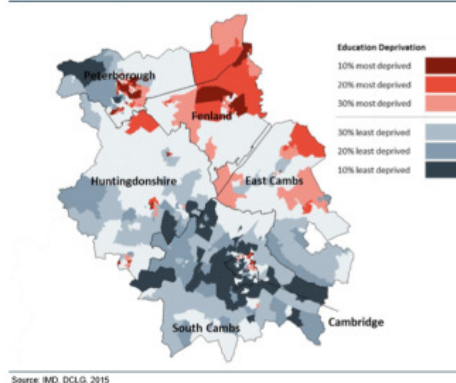 Education Deprivation
10% most deprived
20% most deprived
30% most deprived
30% least deprived
20% least deprived
10% least deprived
Peterborough
Fenland
Huntingdonshire
East Cambs
South Cambs
Cambridge
Source: IMD, DCLG, 2015